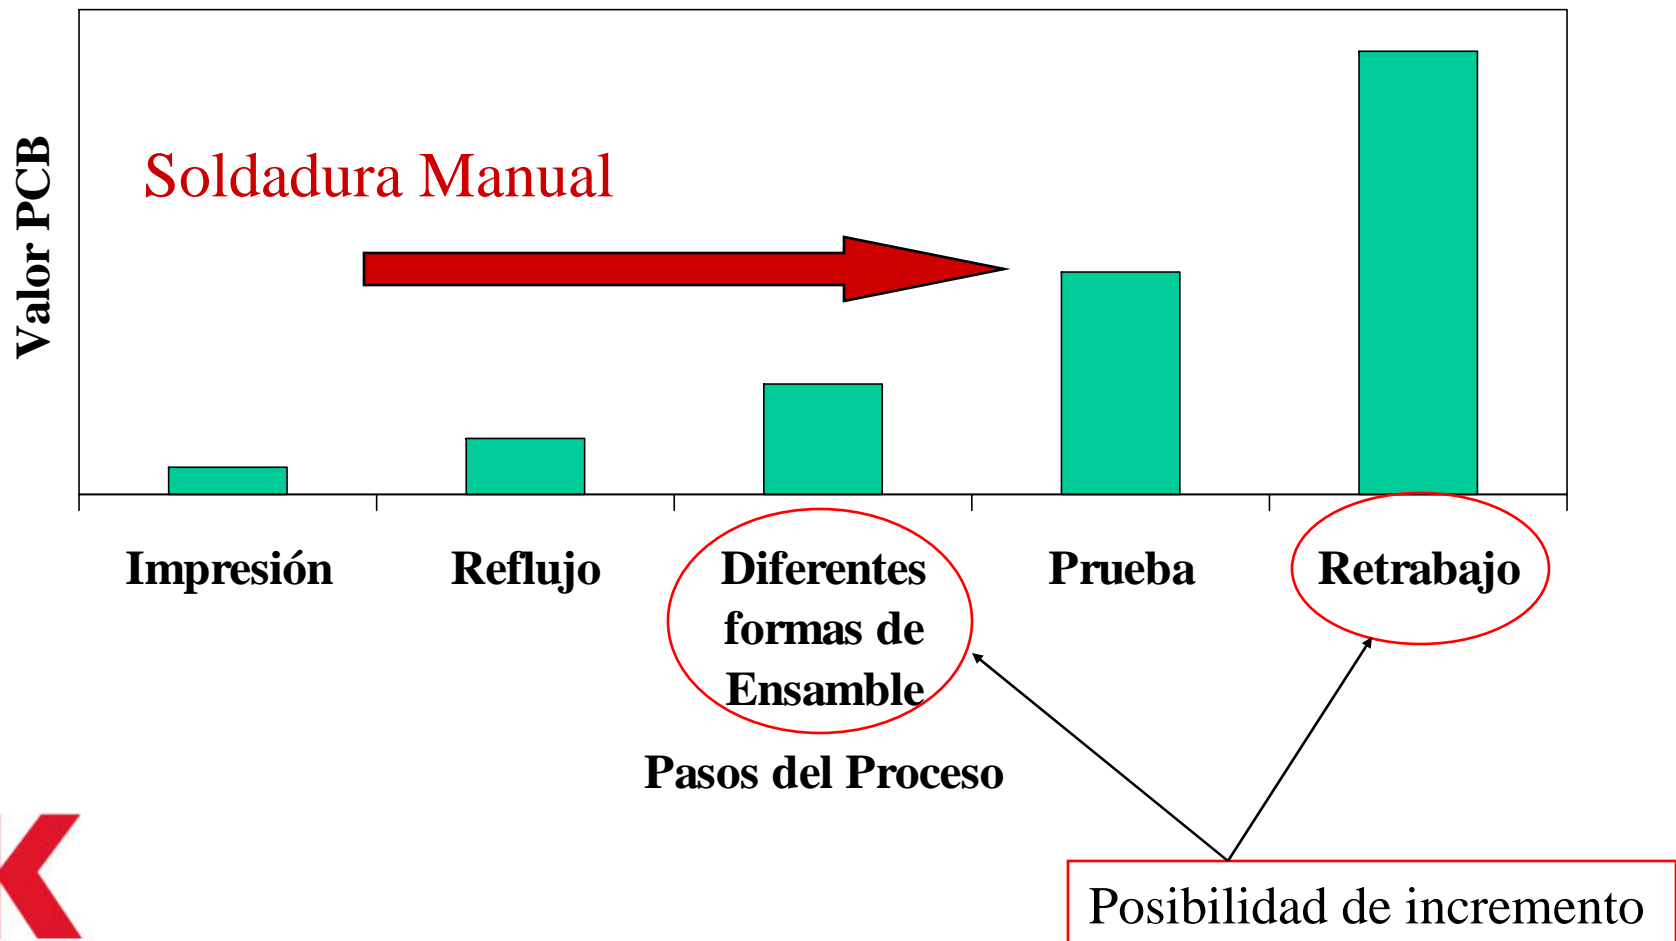 Valor PCB
Soldadura Manual
Impresión
Reflujo
Diferentes
formas de
Ensamble
Prueba
Retrabajo
Pasos del Proceso
Posibilidad de incremento